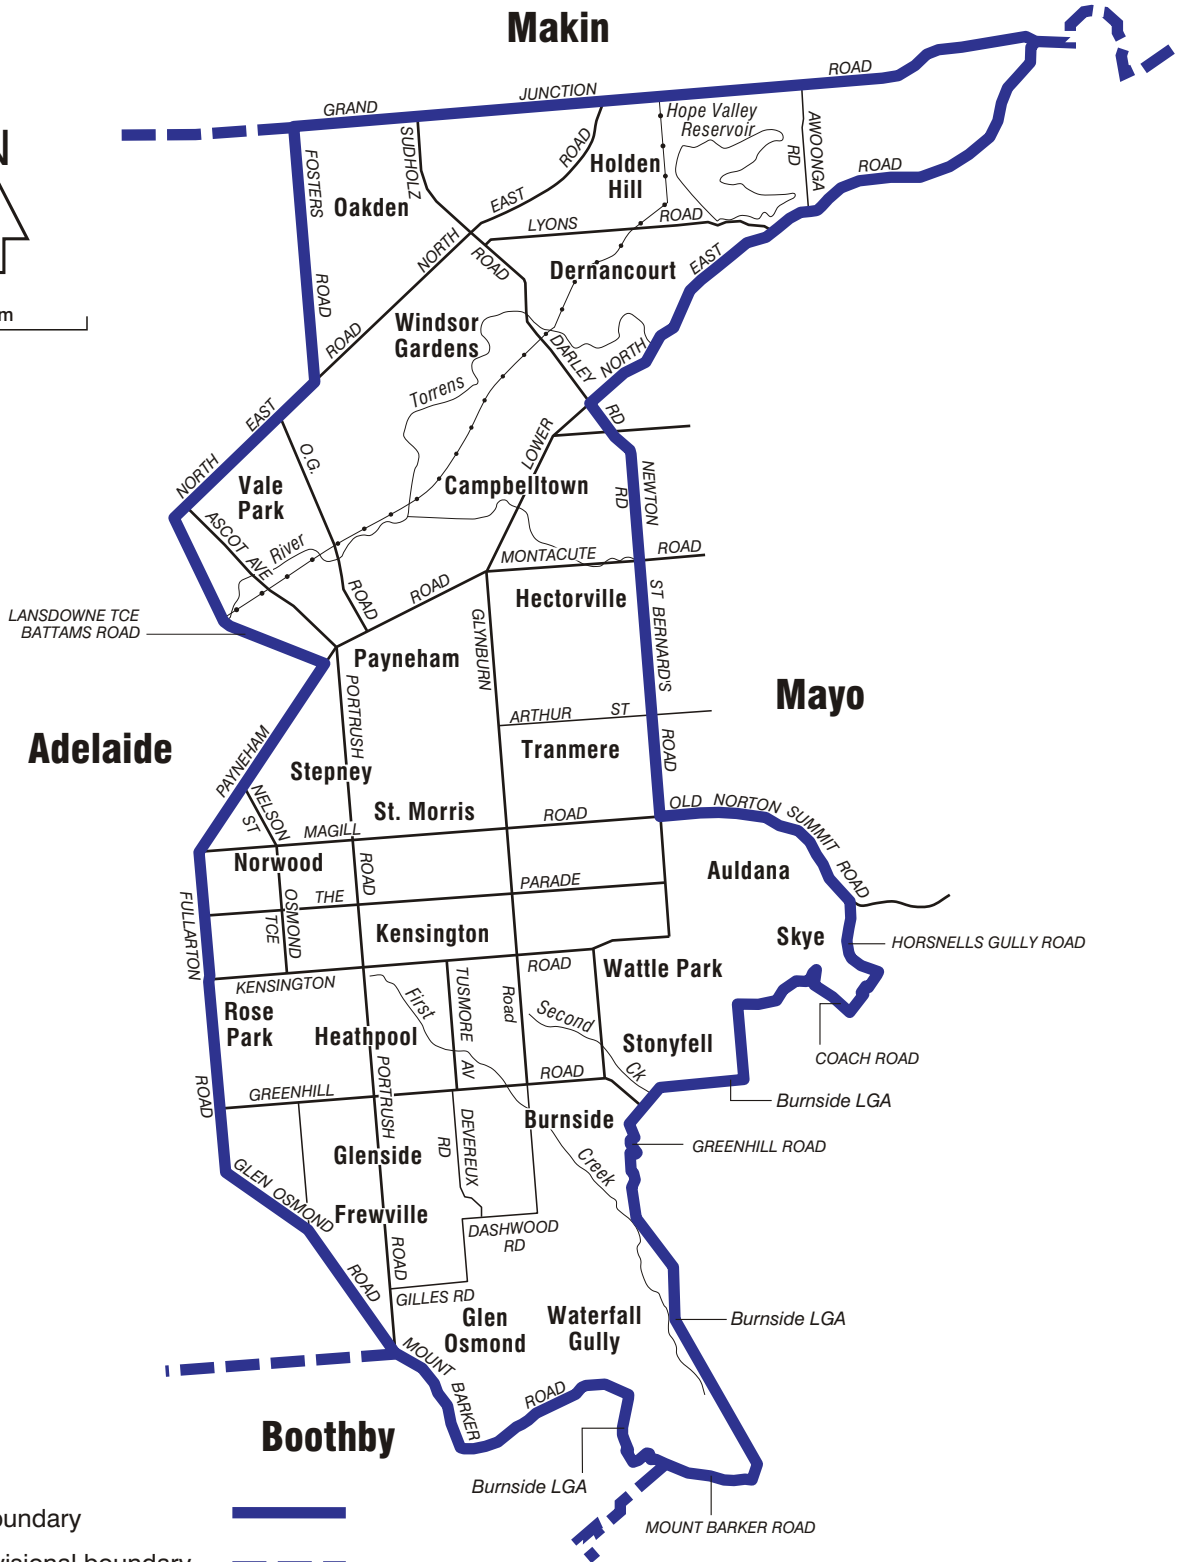 Makin
N
m
GRAND
JUNCTION
ROAD
FOSTERS
ROAD
SUDHOLZ
ROAD
Oakden
NORTH
EAST
ROAD
ROAD
Holden
Hill
Hope Valley
Reservoir
AWOONGA
RD
ROAD
LYONS
ROAD
Dernancourt
EAST
NORTH
Windsor
Gardens
Torrens
DARLEY
RD
LOWER
NORTH
EAST
O.G.
ROAD
Vale
Park
ASCOT AVE
River
Campbelltown
NEWTON
RD
MONTACUTE
ROAD
ROAD
LANSDOWNE TCE
BATTAMS ROAD
Hectorville
GLYNBURN
ST BERNARD'S
ROAD
Payneham
PORTRUSH
ARTHUR
ST
Mayo
Adelaide
PAYNEHAM
Tranmere
Stepney
NELSON
ST
St. Morris
MAGILL
ROAD
OLD NORTON SUMMIT ROAD
Norwood
ROAD
Auldana
FULLARTON
THE
PARADE
OSMOND
TCE
Kensington
Skye
HORSNELLS GULLY ROAD
KENSINGTON
ROAD
Wattle Park
Rose
Park
First
TUSMORE
AV
Road
Second
Ck
Heathpool
Stonyfell
COACH ROAD
ROAD
GREENHILL
ROAD
PORTRUSH
Burnside LGA
Burnside
DEVEREUX
RD
Creek
GREENHILL ROAD
Glenside
GLEN OSMOND
ROAD
Frewville
DASHWOOD
RD
ROAD
GILLES RD
Glen
Osmond
Waterfall
Gully
Burnside LGA
MOUNT BARKER
ROAD
Boothby
Burnside LGA
MOUNT BARKER ROAD
oundary
visional boundary